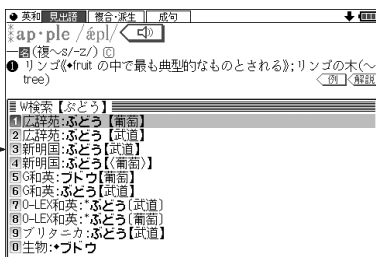 英和 見出語 複合・派生 成句
*ap·ple /ǽpl/
━名(複〜s/-z/) Ⓒ
❶ リンゴ《◆fruit の中で最も典型的なものとされる》;リンゴの木(〜
tree)
例 解説
W検索【ぶどう】
1 広辞苑:ぶどう【葡萄】
2 広辞苑:ぶどう【武道】
3 新明国:ぶどう【武道】
4 新明国:ぶどう【〈葡萄〉】
5 G和英:ブドウ【葡萄】
6 G和英:ぶどう【武道】
7 O-LEX和英:*ぶどう〔武道〕
8 O-LEX和英:*ぶどう〔葡萄〕
9 ブリタニカ:ぶどう【武道】
0 生物:◆ブドウ